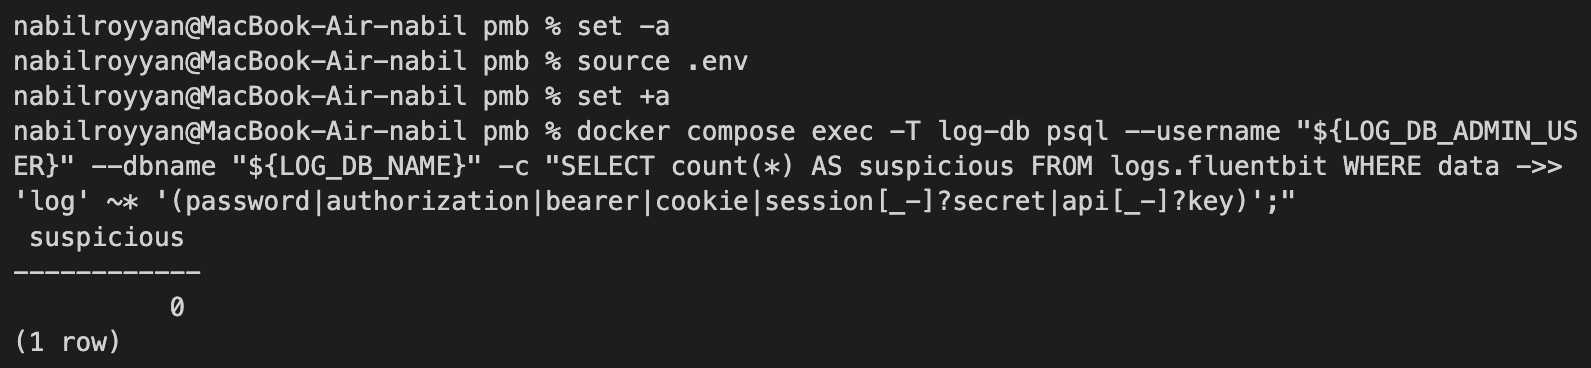 nabilroyyan@MacBook-Air-nabil pmb % set -a
nabilroyyan@MacBook-Air-nabil pmb % source .env
nabilroyyan@MacBook-Air-nabil pmb % set +a
nabilroyyan@MacBook-Air-nabil pmb % docker compose exec -T log-db psql --username "${LOG_DB_ADMIN_US
ER}" --dbname "${LOG_DB_NAME}" -c "SELECT count(*) AS suspicious FROM logs.fluentbit WHERE data ->>
'log' ~* '(password|authorization|bearer|cookie|session[_-]?secret|api[_-]?key)';"
 suspicious
------------
          0
(1 row)